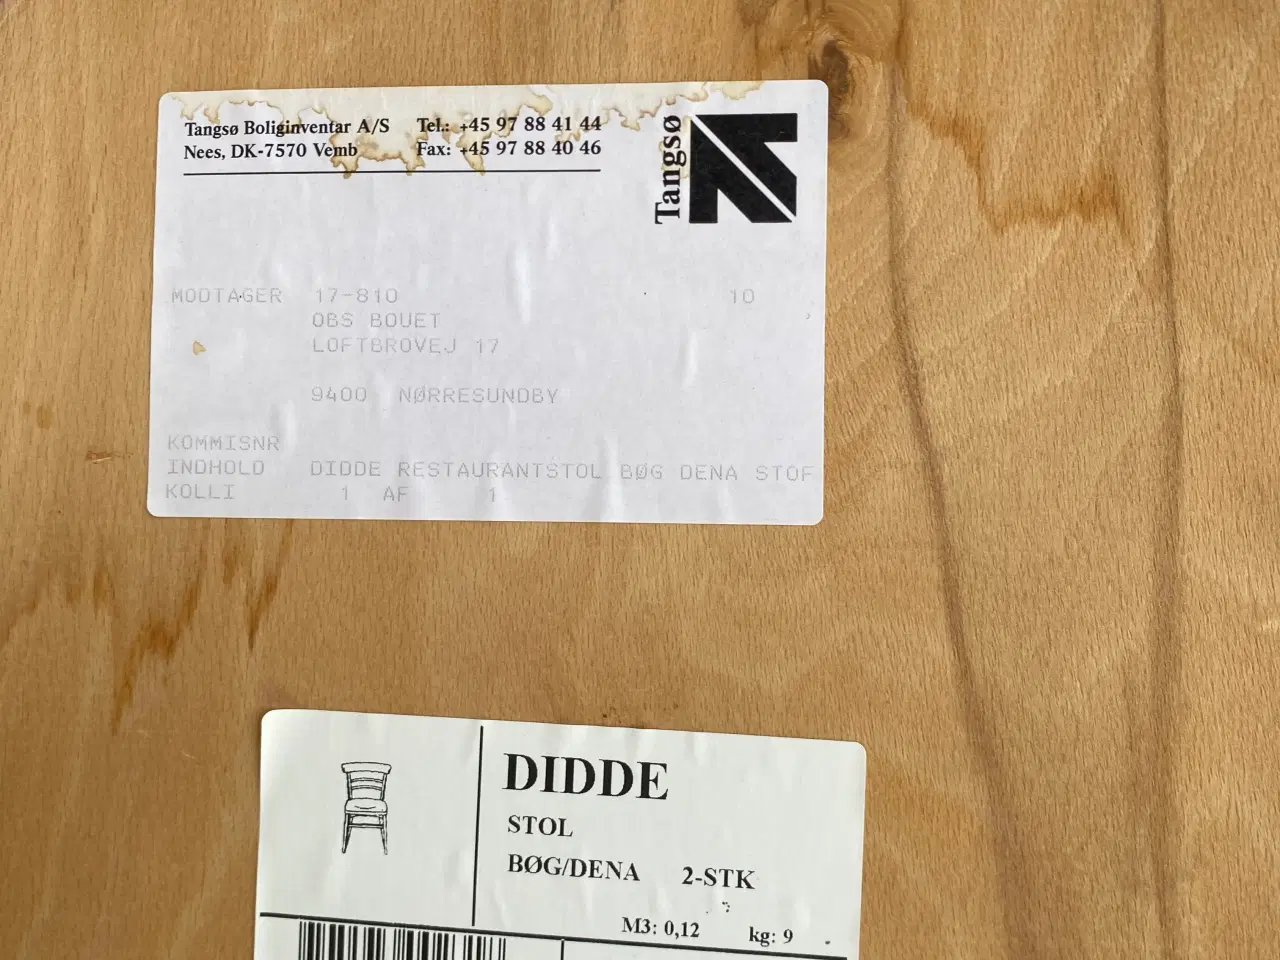 Tangsø Boliginventar A/S Tel.: +45 97 88 41 44
Nees, DK-7570 Vemb Fax: +45 97 88 40 46
Tangsø
MODTAGER 17-810 10
OBS BOUET
LOFTBROVEJ 17
9400 NØRRESUNDBY
KOMMISNR
INDHOLD DIDDE RESTAURANTSTOL BØG DENA STOF
KOLLI 1 AF 1
DIDDE
STOL
BØG/DENA 2-STK
M3: 0,12 kg: 9